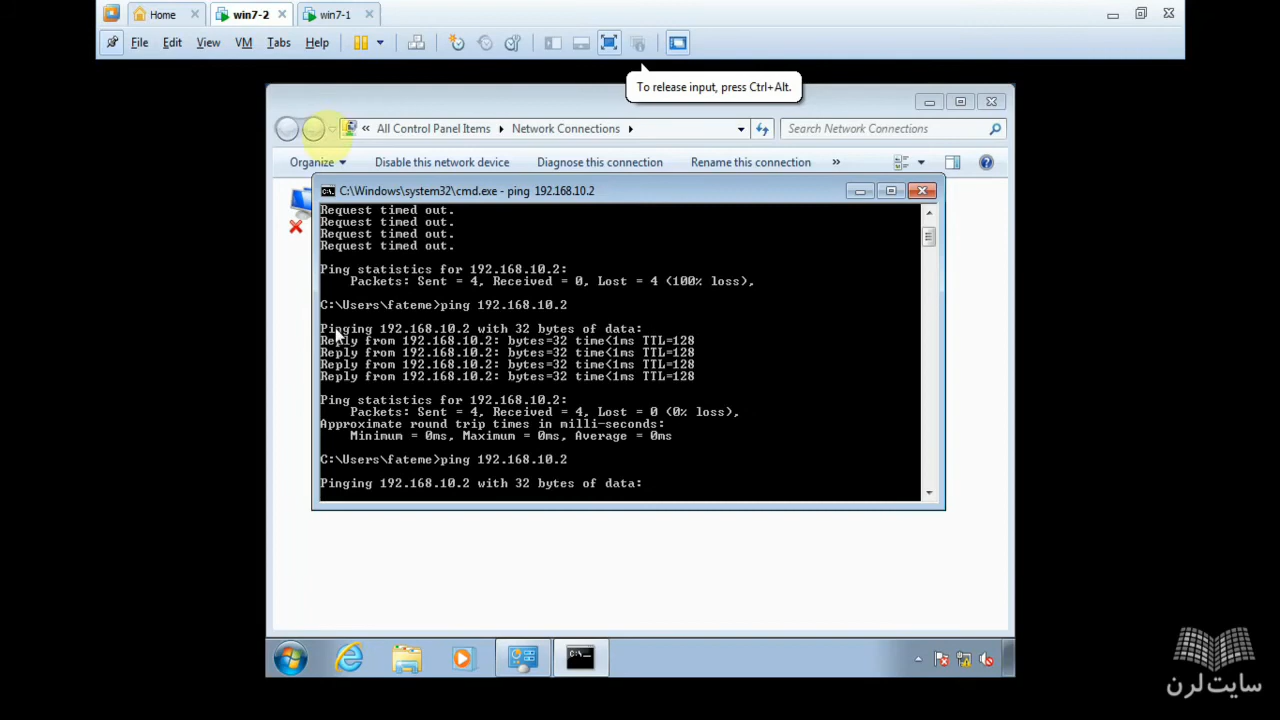 Home
win7-2
win7-1
File Edit View VM Tabs Help
To release input, press Ctrl+Alt.
« All Control Panel Items Network Connections
Search Network Connections
Organize Disable this network device Diagnose this connection Rename this connection »
C:\Windows\system32\cmd.exe - ping 192.168.10.2
Request timed out.
Request timed out.
Request timed out.
Request timed out.
Ping statistics for 192.168.10.2:
Packets: Sent = 4, Received = 0, Lost = 4 (100% loss),
C:\Users\fateme>ping 192.168.10.2
Pinging 192.168.10.2 with 32 bytes of data:
Reply from 192.168.10.2: bytes=32 time<1ms TTL=128
Reply from 192.168.10.2: bytes=32 time<1ms TTL=128
Reply from 192.168.10.2: bytes=32 time<1ms TTL=128
Reply from 192.168.10.2: bytes=32 time<1ms TTL=128
Ping statistics for 192.168.10.2:
Packets: Sent = 4, Received = 4, Lost = 0 (0% loss),
Approximate round trip times in milli-seconds:
Minimum = 0ms, Maximum = 0ms, Average = 0ms
C:\Users\fateme>ping 192.168.10.2
Pinging 192.168.10.2 with 32 bytes of data:
سایت لرن